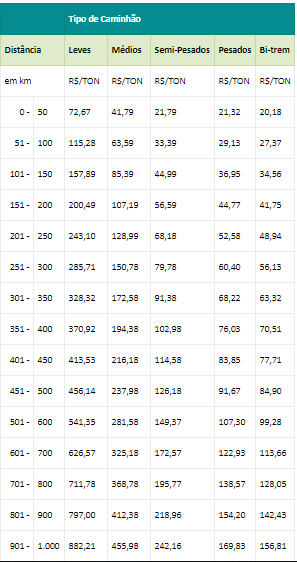 Tipo de Caminhão
Distância Leves Médios Semi-Pesados Pesados Bi-trem
em km R$/TON R$/TON R$/TON R$/TON R$/TON
0 - 50 72,67 41,79 21,79 21,32 20,18
51 - 100 115,28 63,59 33,39 29,13 27,37
101 - 150 157,89 85,39 44,99 36,95 34,56
151 - 200 200,49 107,19 56,59 44,77 41,75
201 - 250 243,10 128,99 68,18 52,58 48,94
251 - 300 285,71 150,78 79,78 60,40 56,13
301 - 350 328,32 172,58 91,38 68,22 63,32
351 - 400 370,92 194,38 102,98 76,03 70,51
401 - 450 413,53 216,18 114,58 83,85 77,71
451 - 500 456,14 237,98 126,18 91,67 84,90
501 - 600 541,35 281,58 149,37 107,30 99,28
601 - 700 626,57 325,18 172,57 122,93 113,66
701 - 800 711,78 368,78 195,77 138,57 128,05
801 - 900 797,00 412,38 218,96 154,20 142,43
901 - 1.000 882,21 455,98 242,16 169,83 156,81